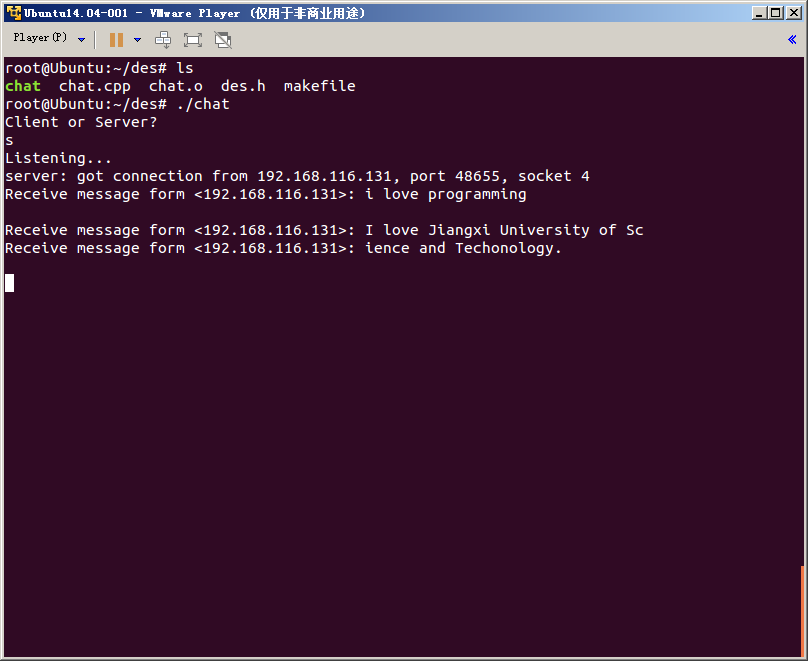 Ubuntu14.04-001 - VMware Player (仅用于非商业用途)
Player(P)
root@Ubuntu:~/des# ls
chat  chat.cpp  chat.o  des.h  makefile
root@Ubuntu:~/des# ./chat
Client or Server?
s
Listening...
server: got connection from 192.168.116.131, port 48655, socket 4
Receive message form <192.168.116.131>: i love programming
Receive message form <192.168.116.131>: I love Jiangxi University of Sc
Receive message form <192.168.116.131>: ience and Techonology.